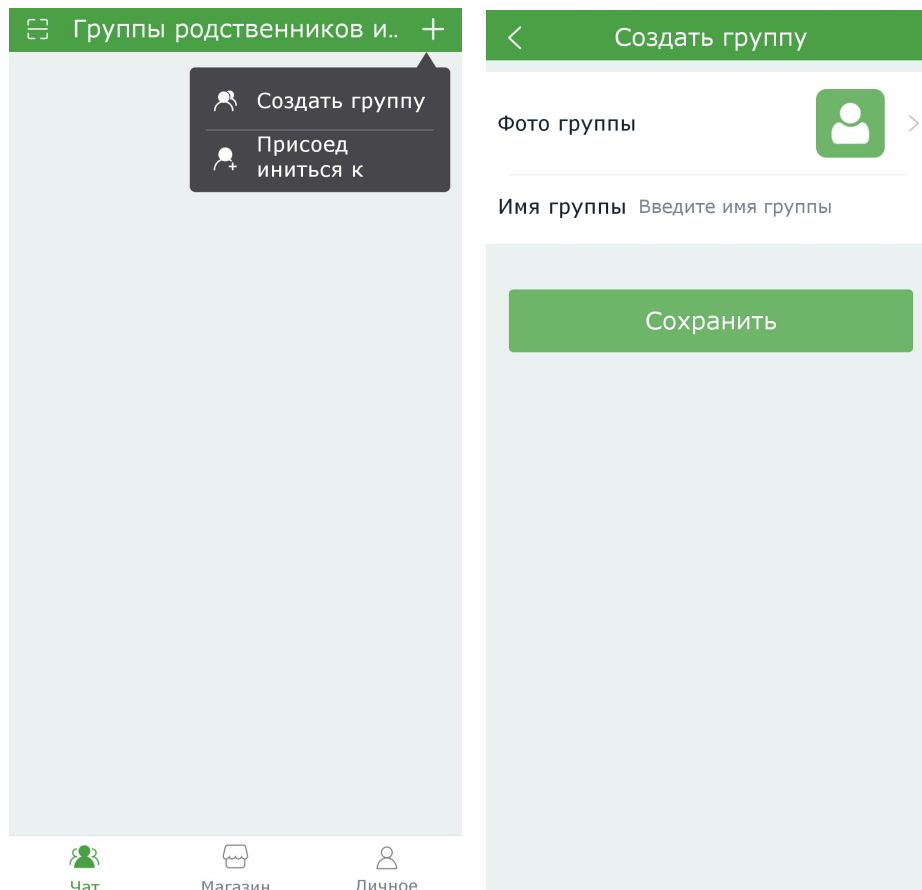 Группы родственников и..
Создать группу
Присоед
иниться к
Чат
Магазин
Личное
Создать группу
Фото группы
Имя группы Введите имя группы
Сохранить